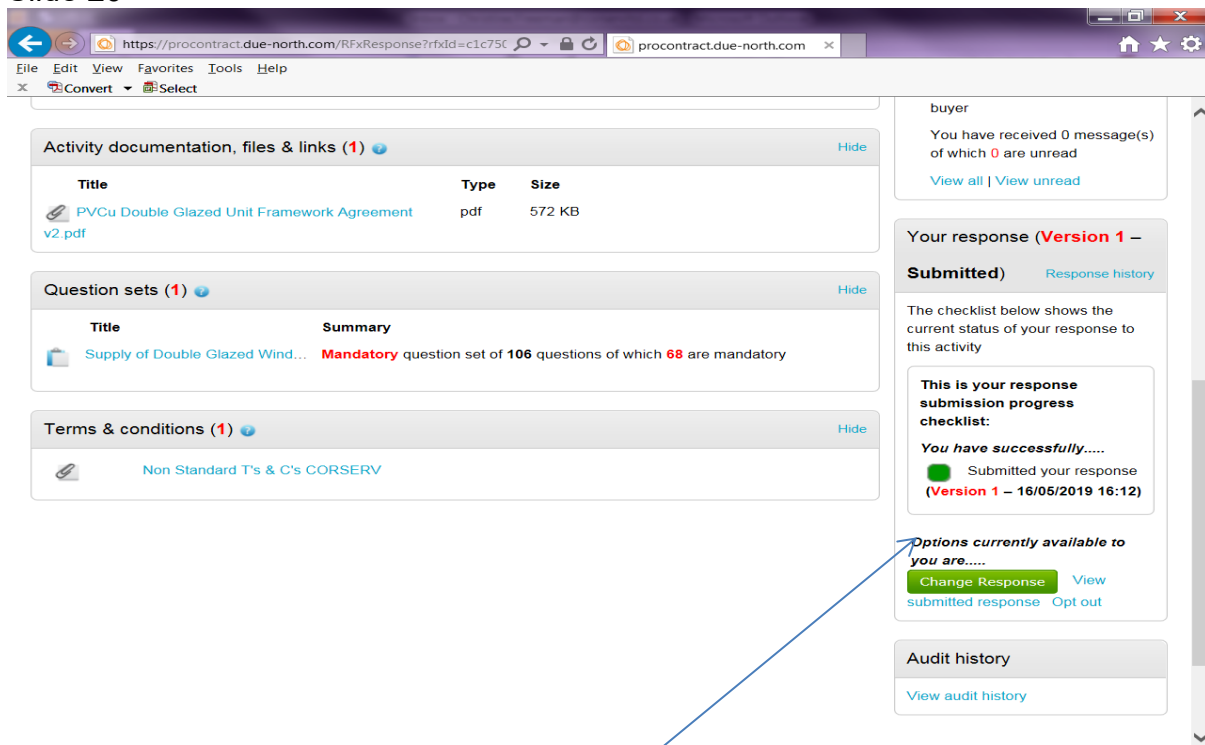 https://procontract.due-north.com/RFxResponse?rfxId=c1c75(
procontract.due-north.com
File Edit View Favorites Tools Help
x Convert Select
Activity documentation, files & links (1) Hide
Title Type Size
PVCu Double Glazed Unit Framework Agreement pdf 572 KB
v2.pdf
Question sets (1) Hide
Title Summary
Supply of Double Glazed Wind... Mandatory question set of 106 questions of which 68 are mandatory
Terms & conditions (1) Hide
Non Standard T's & C's CORSERV
buyer
You have received 0 message(s)
of which 0 are unread
View all | View unread
Your response (Version 1 –
Submitted) Response history
The checklist below shows the
current status of your response to
this activity
This is your response
submission progress
checklist:
You have successfully.....
Submitted your response
(Version 1 – 16/05/2019 16:12)
Options currently available to
you are.....
Change Response View
submitted response Opt out
Audit history
View audit history